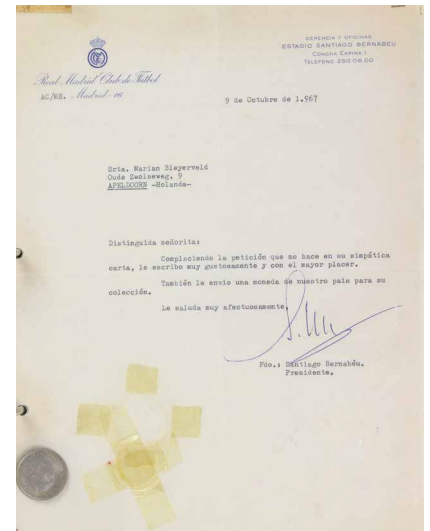 GERENCIA Y OFICINAS
ESTADIO SANTIAGO BERNABEU
CONCHA ESPINA 1
TELEFONO 250.06.00
Real Madrid Club de Fútbol
AC/HE. Madrid-16
9 de Octubre de 1.967
Srta. Marian Bleyerveld
Oude Zwolseweg, 9
APELDOORN -Holanda-
Distinguida señorita:
Complaciendo la petición que me hace en su simpática
carta, le escribo muy gustosamente y con el mayor placer.
También le envío una moneda de nuestro país para su
colección.
Le saluda muy afectuosamente,
Fdo.: Santiago Bernabéu.
Presidente.